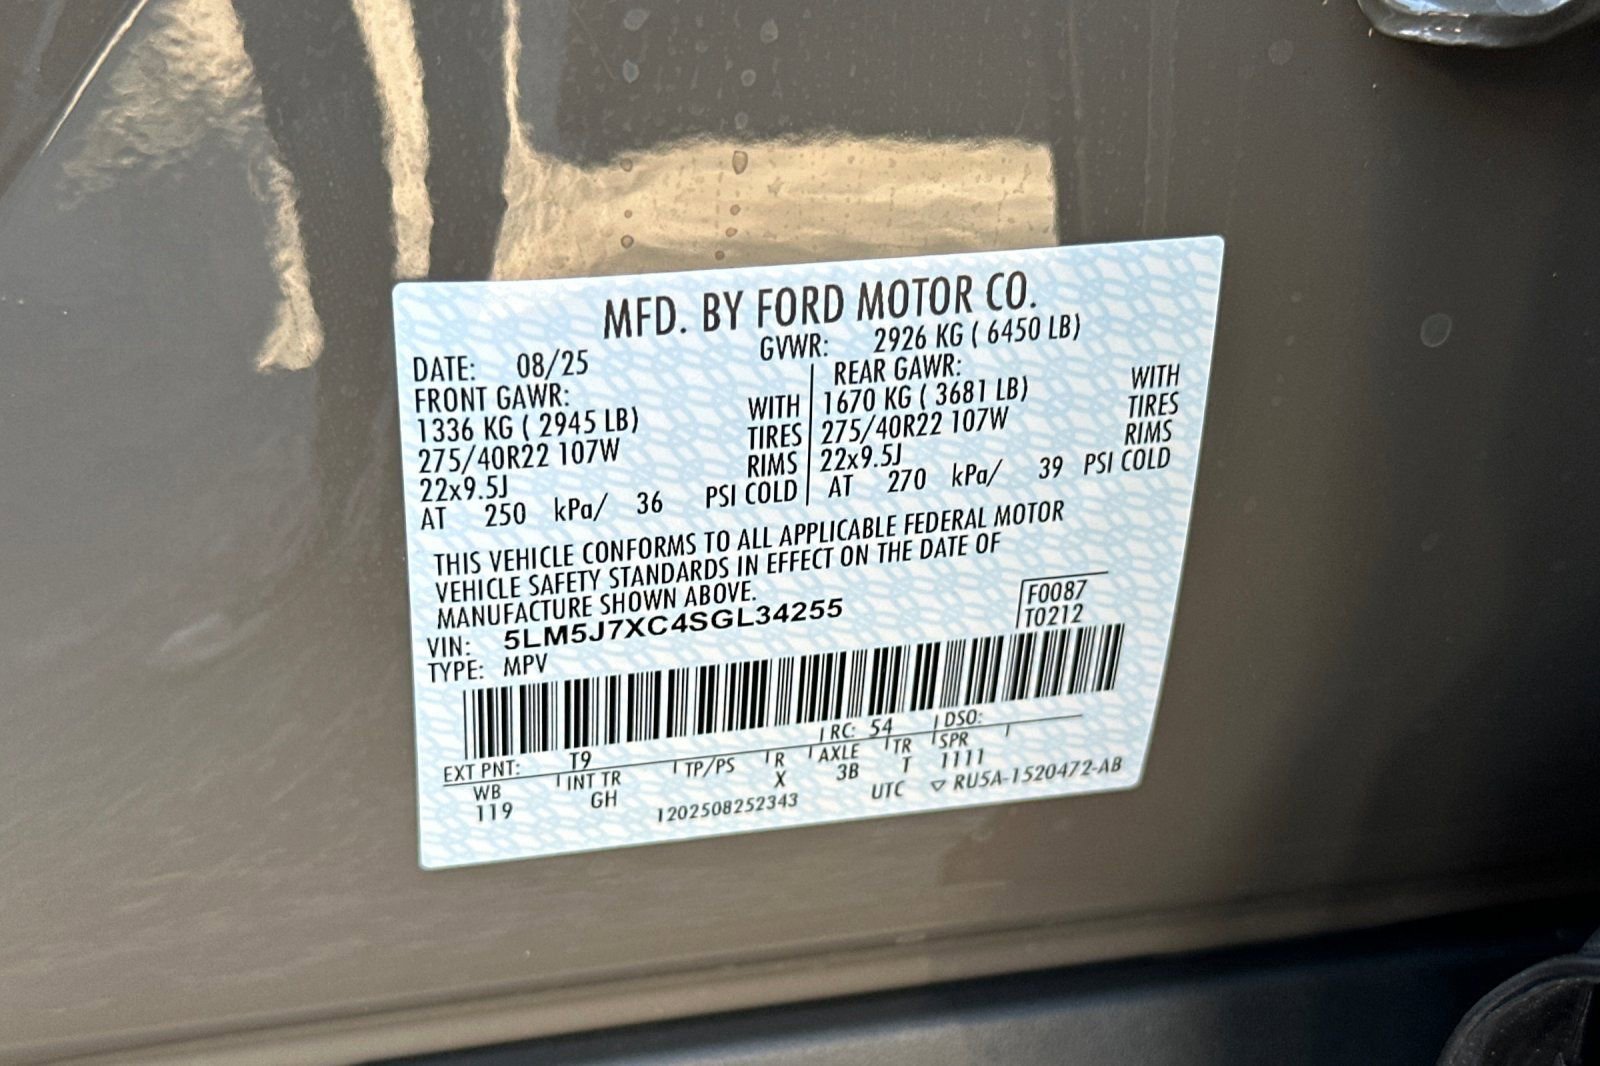 MFD. BY FORD MOTOR CO.
DATE: 08/25 GVWR: 2926 KG ( 6450 LB)
FRONT GAWR: REAR GAWR:
1336 KG ( 2945 LB) WITH 1670 KG ( 3681 LB) WITH
275/40R22 107W TIRES 275/40R22 107W TIRES
22x9.5J RIMS 22x9.5J RIMS
AT 250 kPa/ 36 PSI COLD AT 270 kPa/ 39 PSI COLD
THIS VEHICLE CONFORMS TO ALL APPLICABLE FEDERAL MOTOR
VEHICLE SAFETY STANDARDS IN EFFECT ON THE DATE OF
MANUFACTURE SHOWN ABOVE.
F0087
VIN: 5LM5J7XC4SGL34255 T0212
TYPE: MPV
EXT PNT: T9 RC: 54 DSO:
WB INT TR TP/PS R AXLE TR SPR
119 GH X 3B T 1111
1202508252343 UTC ▽ RU5A-1520472-AB